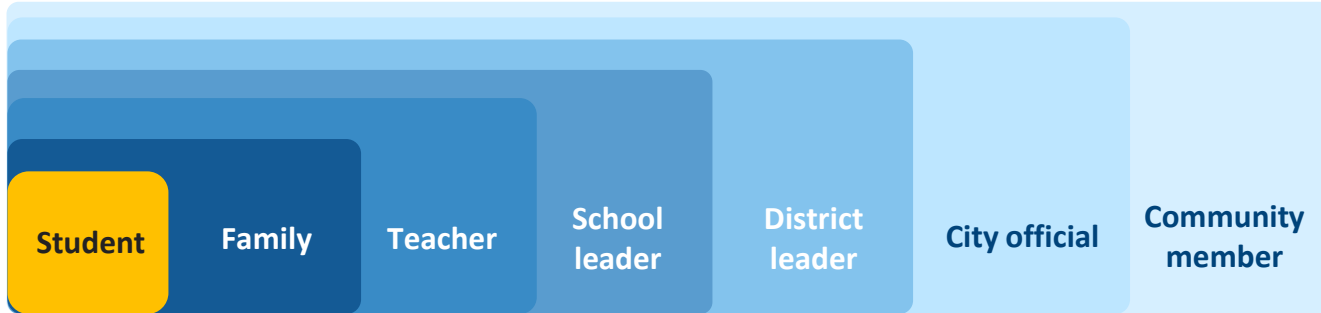 Student
Family
Teacher
School
leader
District
leader
City official
Community
member